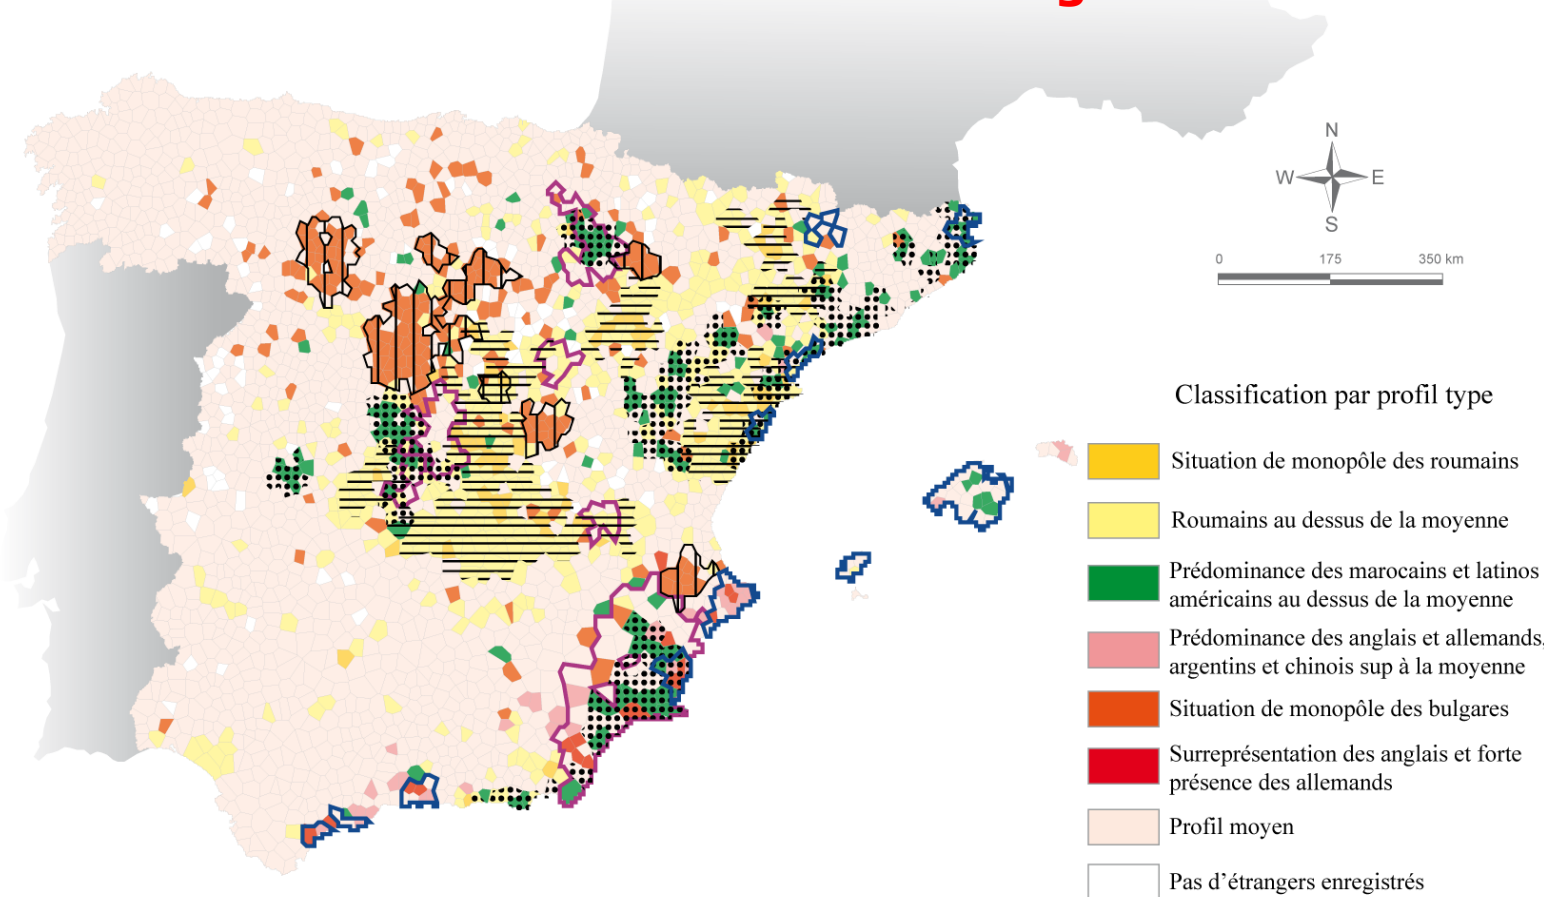 N
W E
S
0 175 350 km
Classification par profil type
Situation de monopôle des roumains
Roumains au dessus de la moyenne
Prédominance des marocains et latinos
américains au dessus de la moyenne
Prédominance des anglais et allemands,
argentins et chinois sup à la moyenne
Situation de monopôle des bulgares
Surreprésentation des anglais et forte
présence des allemands
Profil moyen
Pas d’étrangers enregistrés